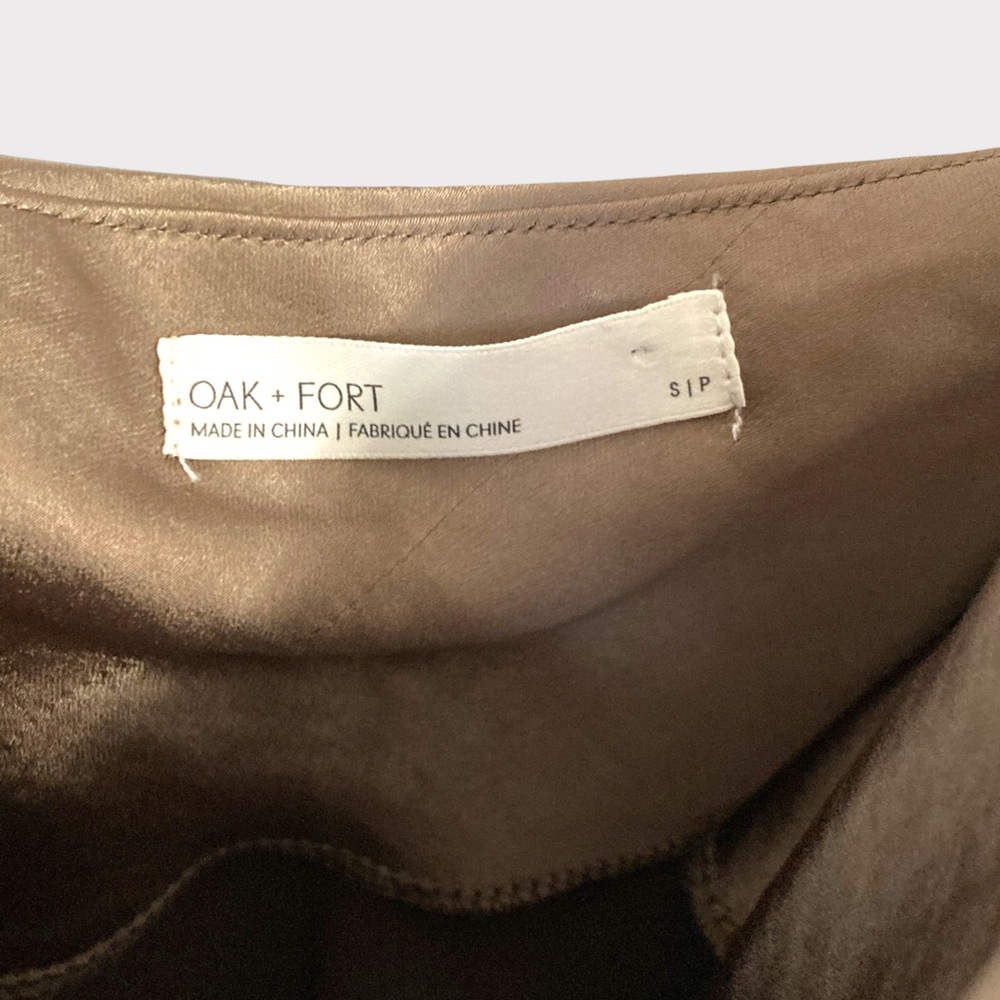 OAK + FORT
MADE IN CHINA | FABRIQUÉ EN CHINE
S | P